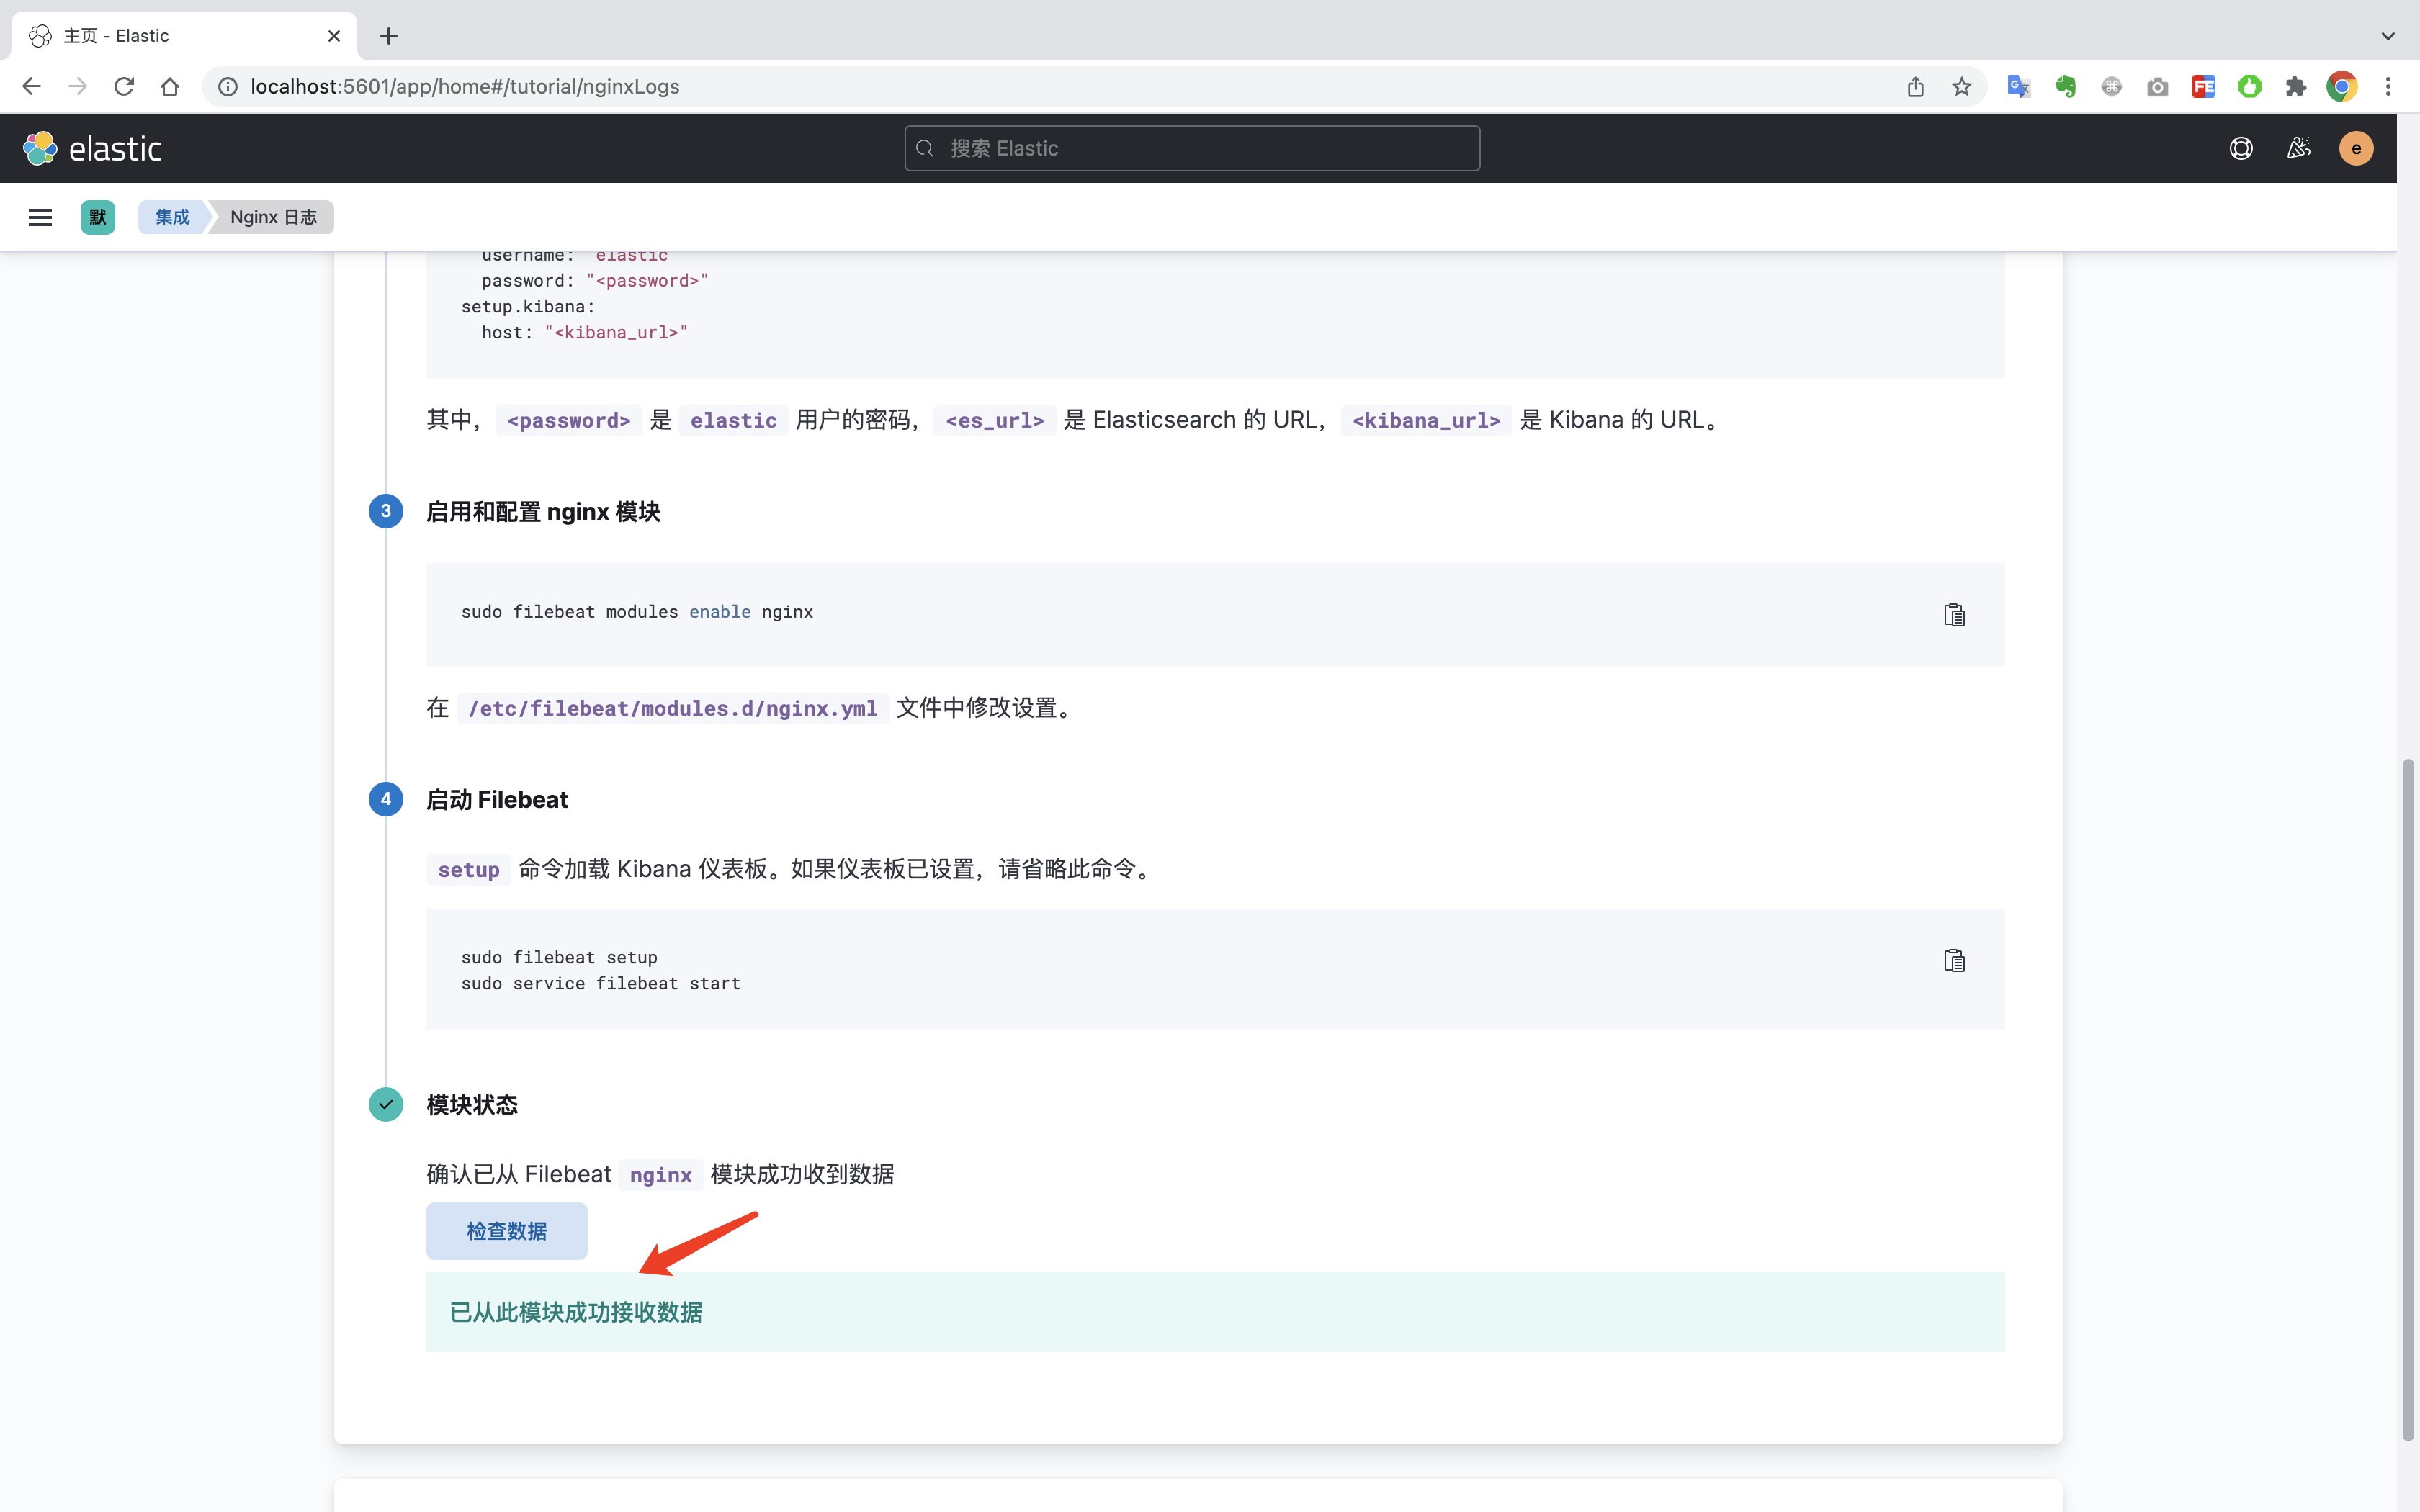 主页 - Elastic
localhost:5601/app/home#/tutorial/nginxLogs
FE
elastic
搜索 Elastic
e
默
集成
Nginx 日志
username: "elastic"
password: "<password>"
setup.kibana:
host: "<kibana_url>"
其中，<password> 是 elastic 用户的密码，<es_url> 是 Elasticsearch 的 URL，<kibana_url> 是 Kibana 的 URL。
3 启用和配置 nginx 模块
sudo filebeat modules enable nginx
在 /etc/filebeat/modules.d/nginx.yml 文件中修改设置。
4 启动 Filebeat
setup 命令加载 Kibana 仪表板。如果仪表板已设置，请省略此命令。
sudo filebeat setup
sudo service filebeat start
模块状态
确认已从 Filebeat nginx 模块成功收到数据
检查数据
已从此模块成功接收数据